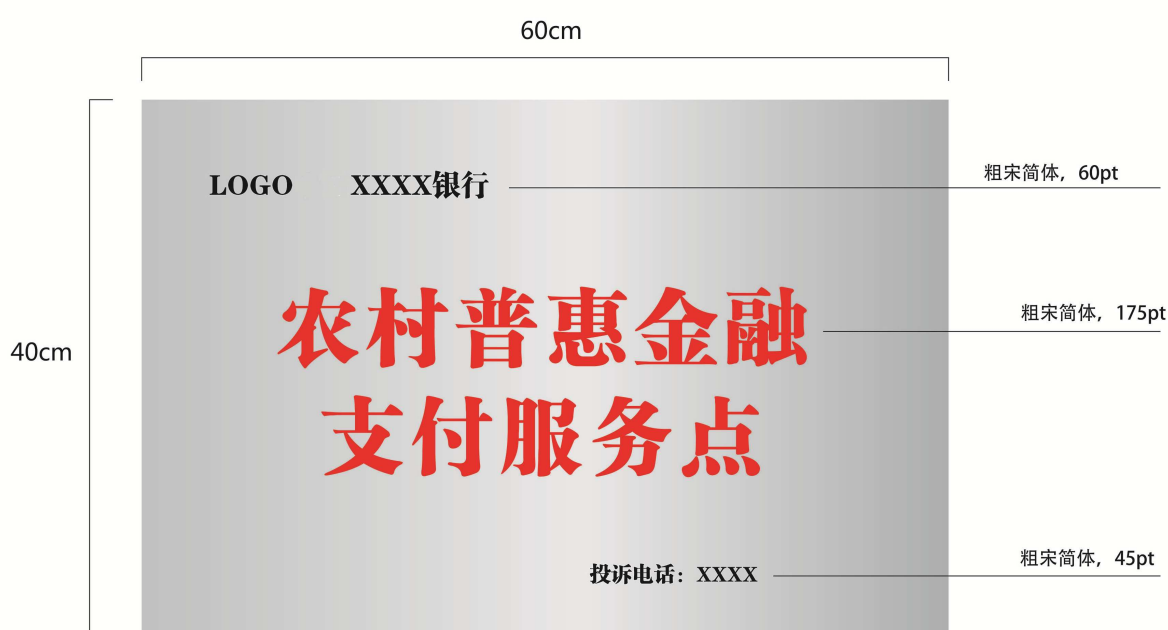 60cm
LOGO XXXX银行
粗宋简体，60pt
农村普惠金融
粗宋简体，175pt
40cm
支付服务点
投诉电话：XXXX
粗宋简体，45pt